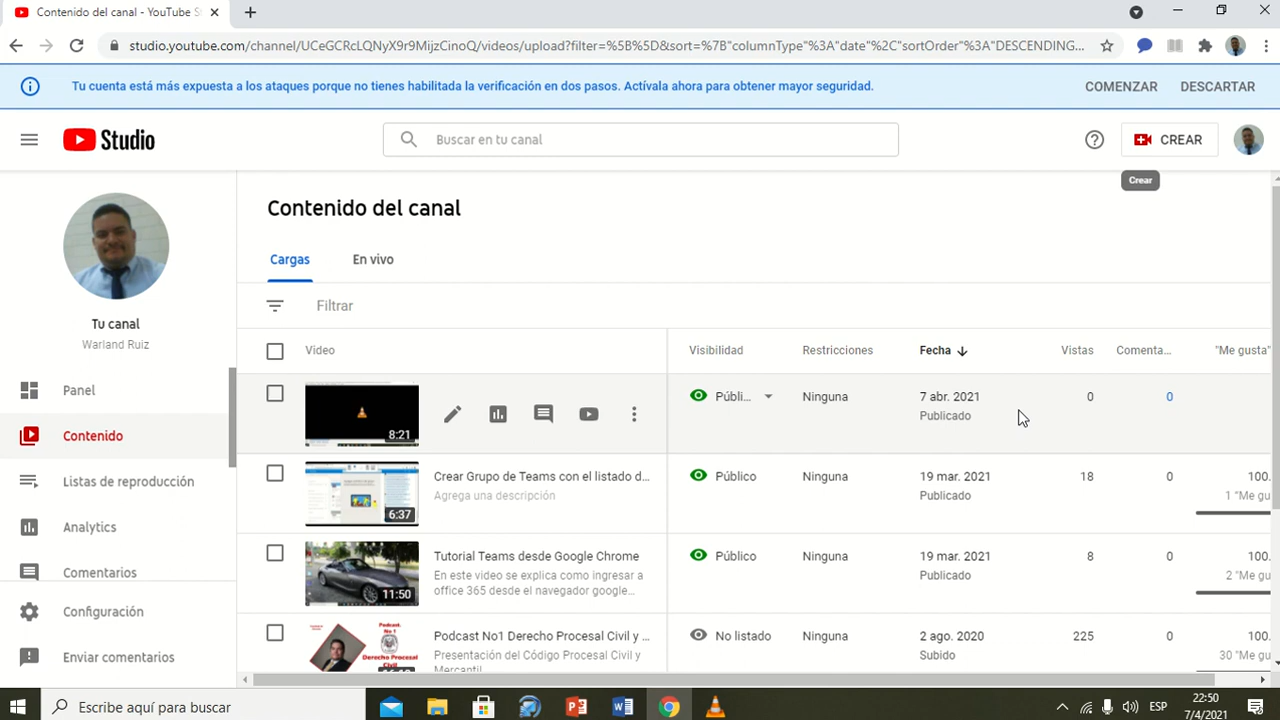 Contenido del canal - YouTube S
studio.youtube.com/channel/UCeGCRcLQNyX9r9MijzCinoQ/videos/upload?filter=%5B%5D&sort=%7B"columnType"%3A"date"%2C"sortOrder"%3A"DESCENDING...
Tu cuenta está más expuesta a los ataques porque no tienes habilitada la verificación en dos pasos. Actívala ahora para obtener mayor seguridad.
COMENZAR
DESCARTAR
Studio
Buscar en tu canal
CREAR
Crear
Tu canal
Warland Ruiz
Panel
Contenido
Listas de reproducción
Analytics
Comentarios
Configuración
Enviar comentarios
Contenido del canal
Cargas
En vivo
Filtrar
Video
Visibilidad
Restricciones
Fecha
Vistas
Comenta...
"Me gusta"
8:21
Públi...
Ninguna
7 abr. 2021
Publicado
0
0
6:37
Crear Grupo de Teams con el listado d...
Agrega una descripción
Público
Ninguna
19 mar. 2021
Publicado
18
0
100.
1 "Me gu
11:50
Tutorial Teams desde Google Chrome
En este video se explica como ingresar a
office 365 desde el navegador google...
Público
Ninguna
19 mar. 2021
Publicado
8
0
100.
2 "Me gu
Podcast.
No 1
Derecho Procesal
Civil
Podcast No1 Derecho Procesal Civil y ...
Presentación del Código Procesal Civil y
Mercantil
No listado
Ninguna
2 ago. 2020
Subido
225
0
100.
30 "Me gu
Escribe aquí para buscar
ESP
22:50
7/4/2021